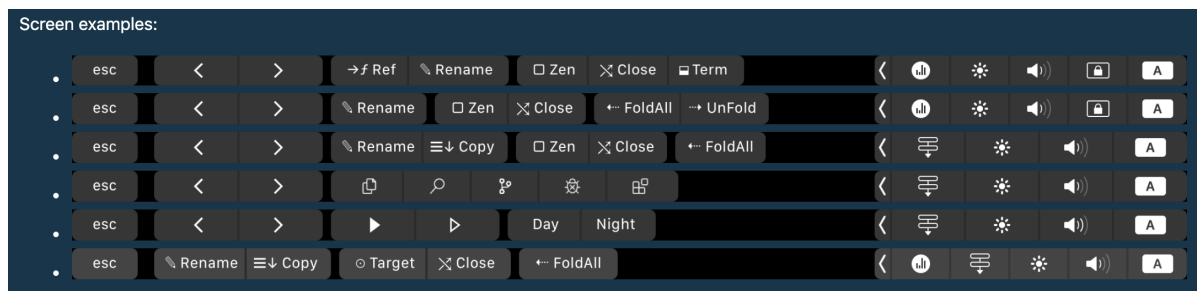 Screen examples:
esc Ref Rename Zen Close Term A
esc Rename Zen Close FoldAll UnFold A
esc Rename Copy Zen Close FoldAll A
esc A
esc Day Night A
esc Rename Copy Target Close FoldAll A